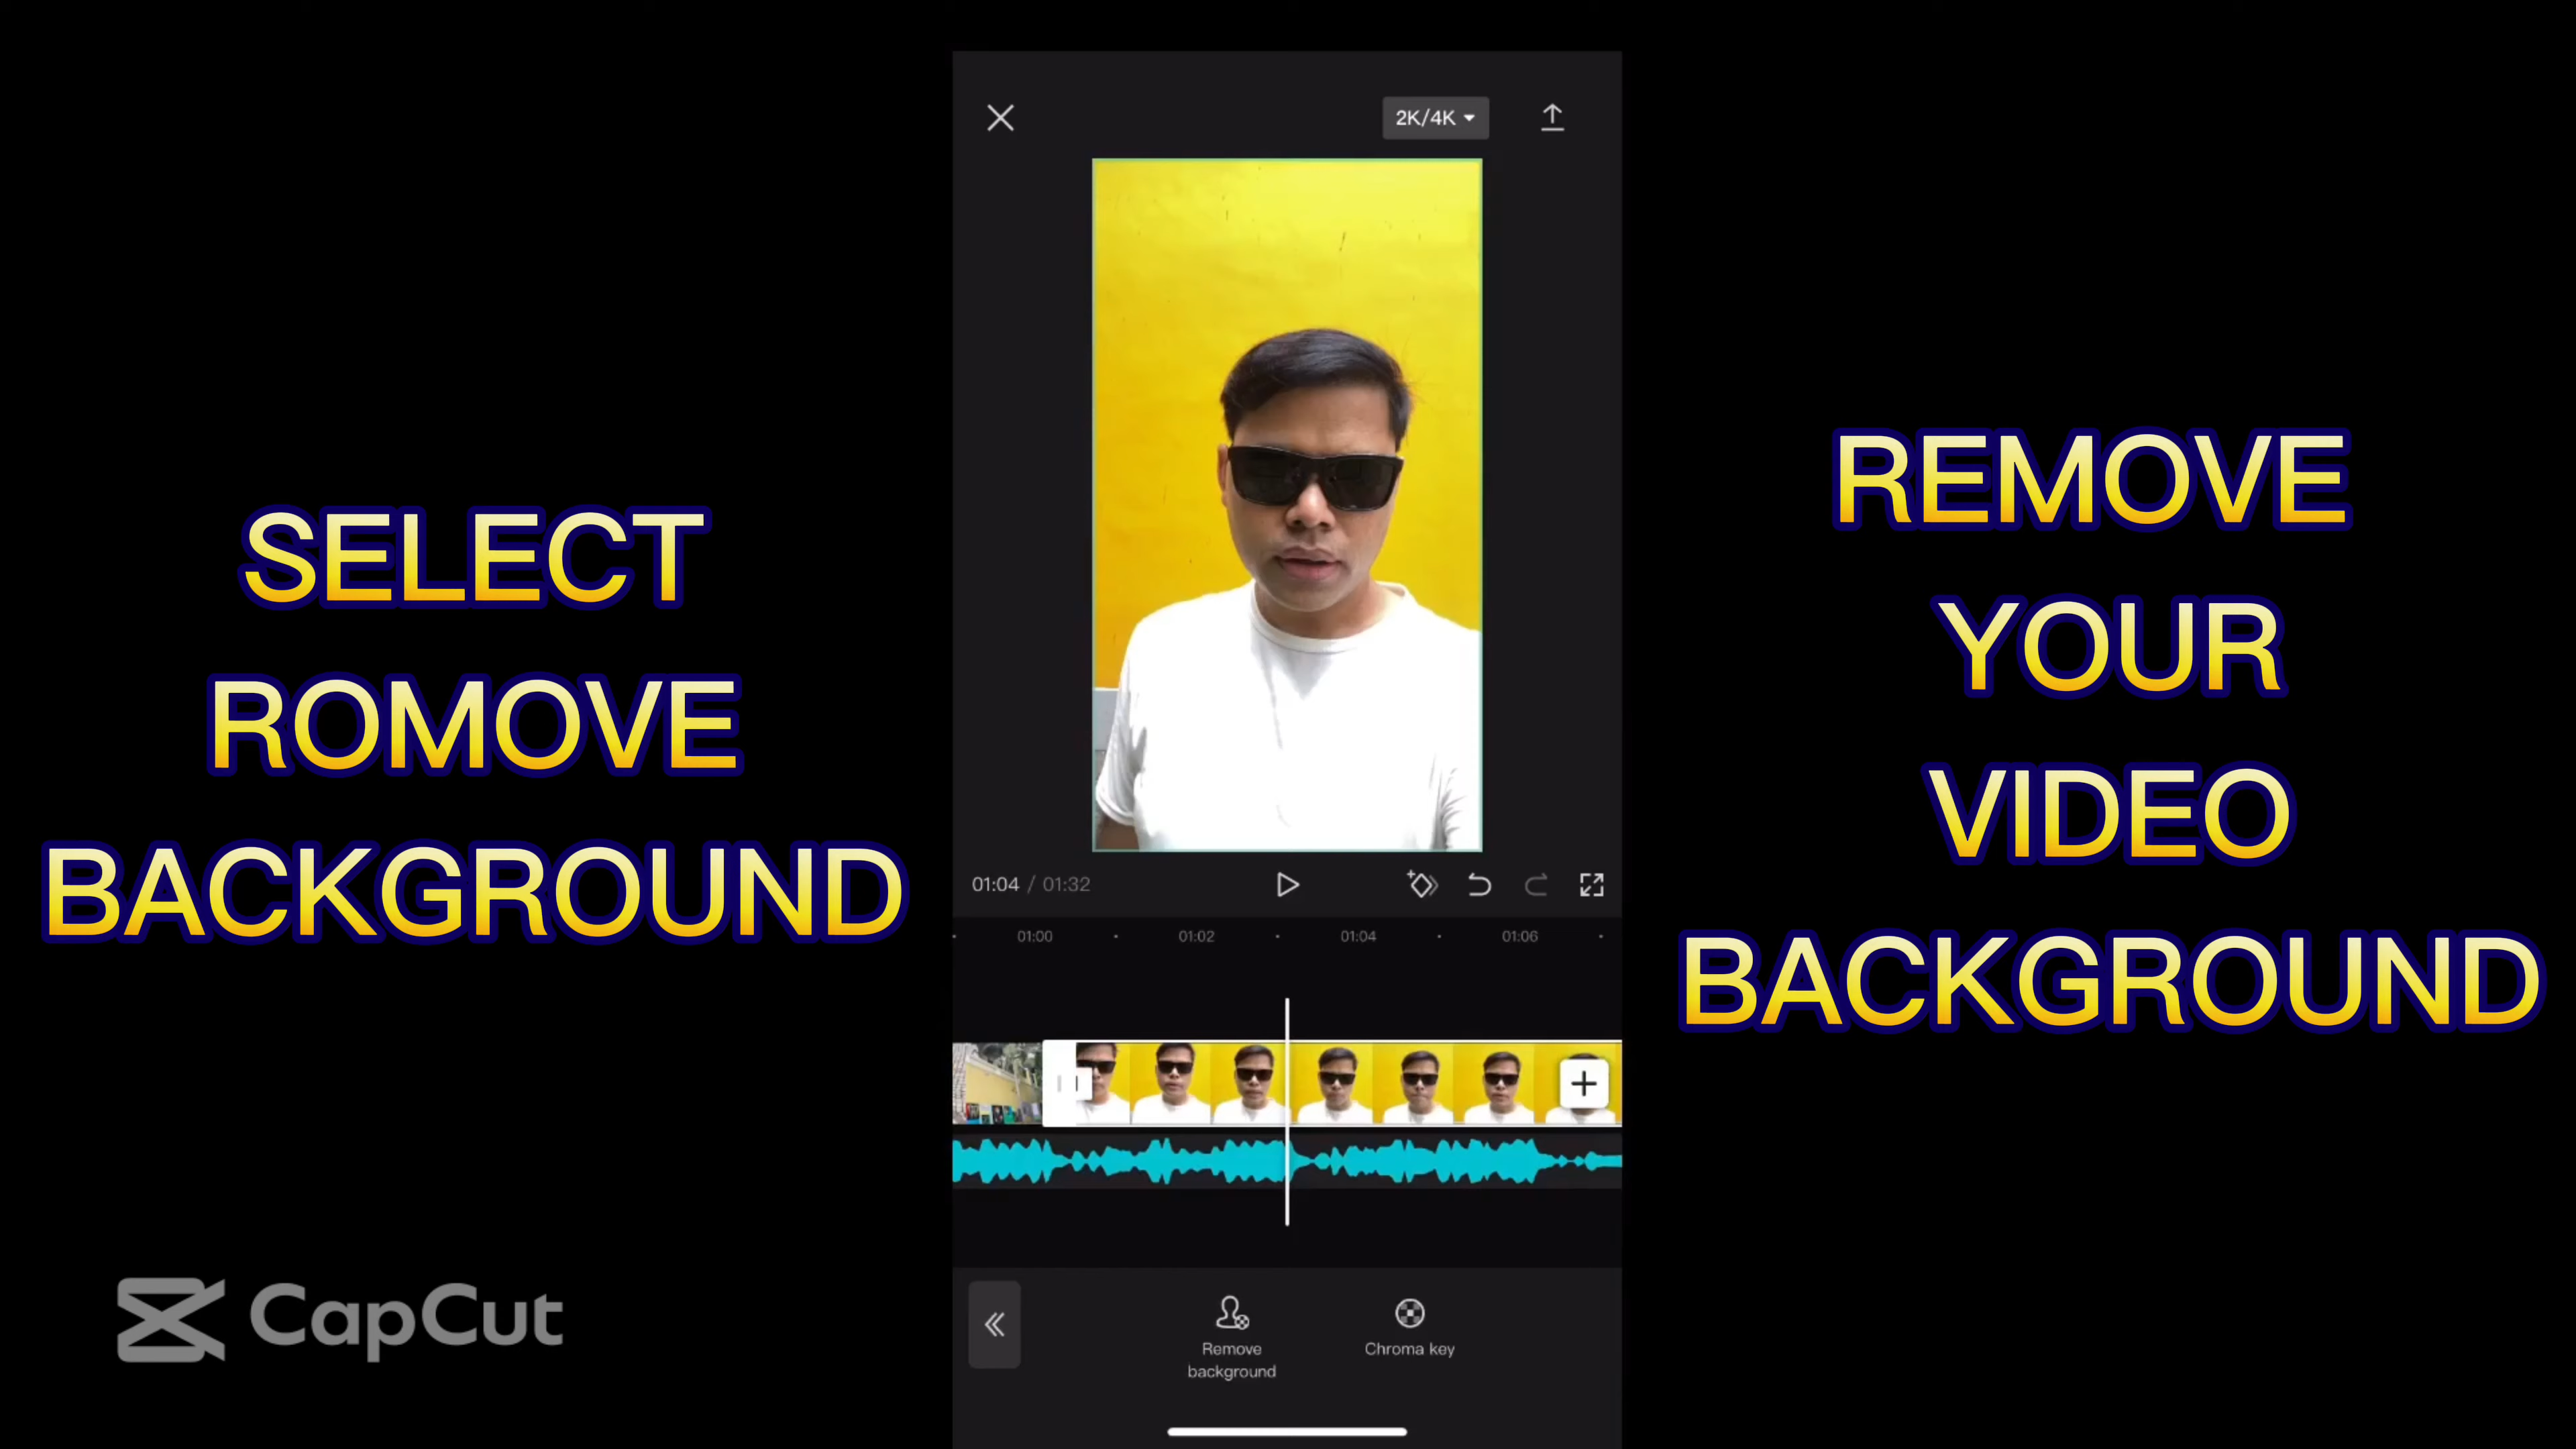 2K/4K
SELECT
ROMOVE
BACKGROUND
REMOVE
YOUR
VIDEO
BACKGROUND
01:04 / 01:32
01:00 01:02 01:04 01:06
CapCut
Remove
background
Chroma key